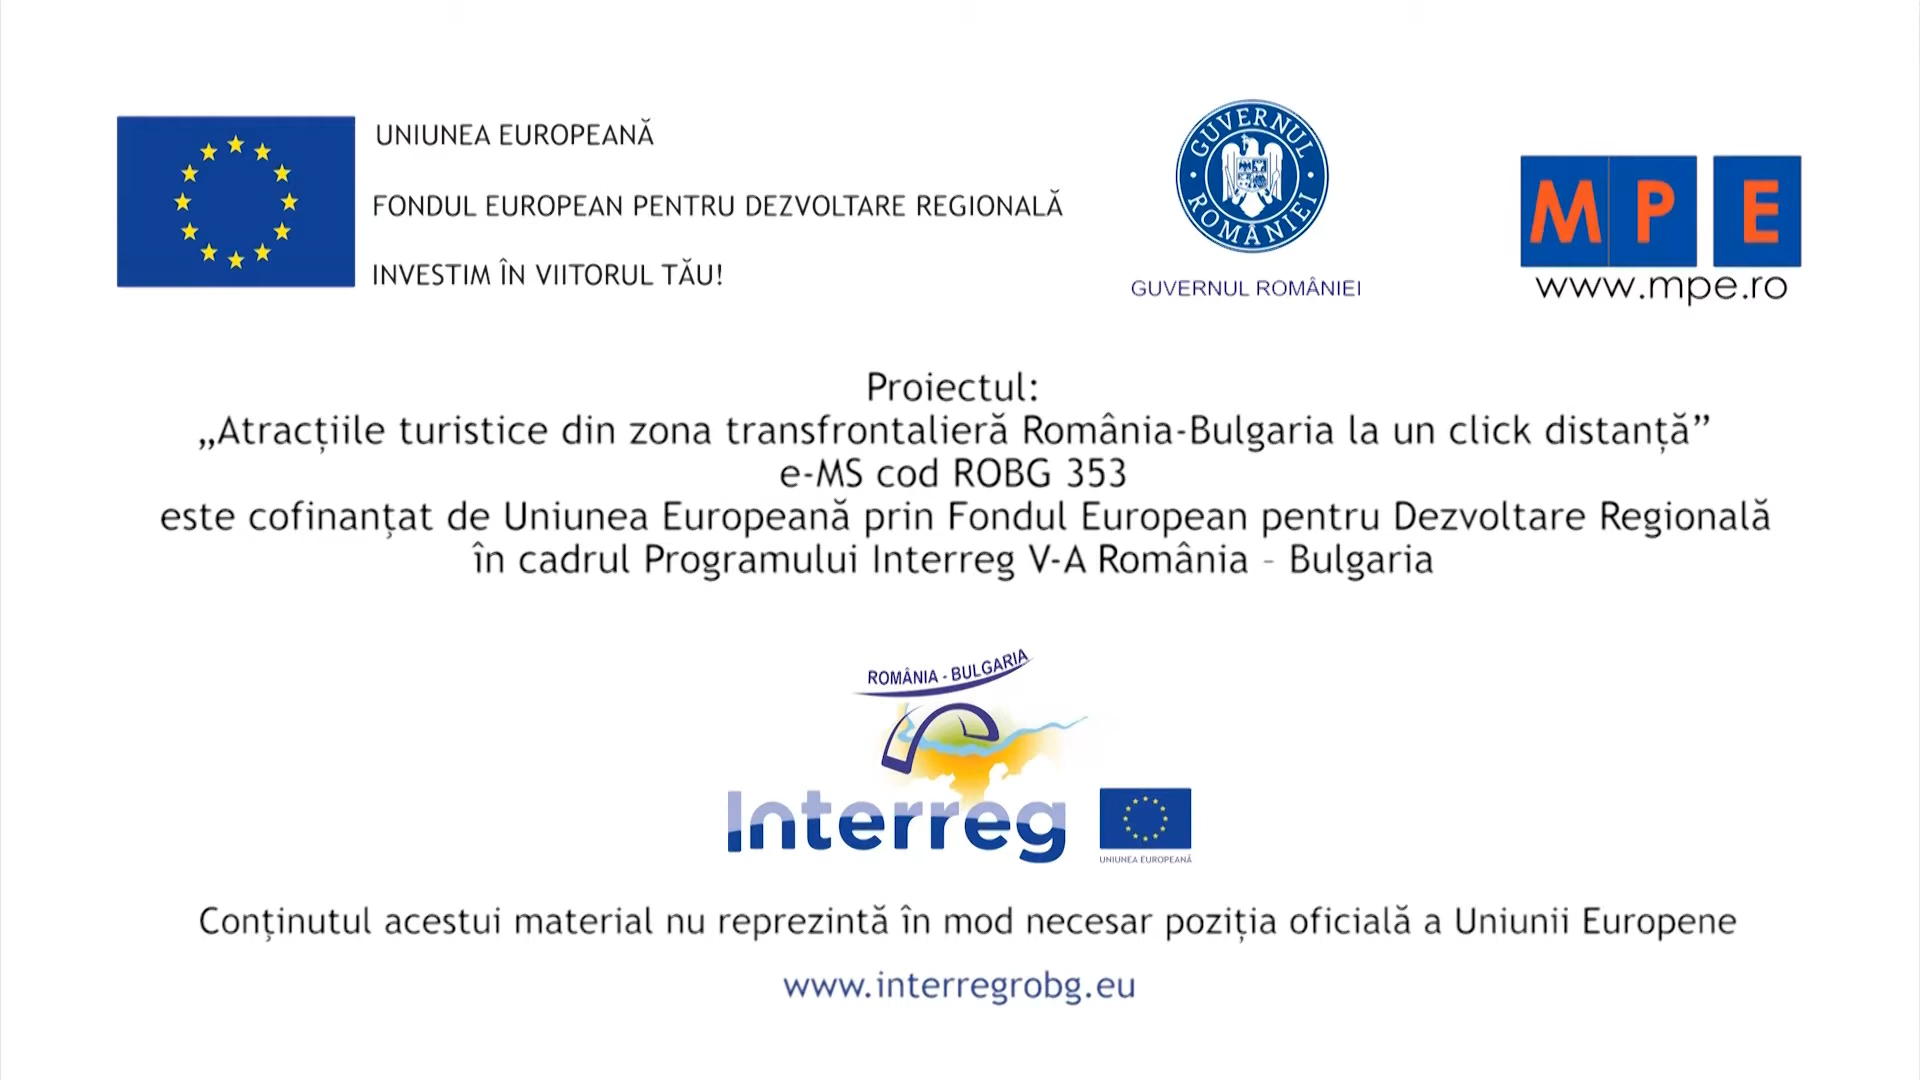 UNIUNEA EUROPEANĂ
FONDUL EUROPEAN PENTRU DEZVOLTARE REGIONALĂ
INVESTIM ÎN VIITORUL TĂU!
GUVERNUL ROMÂNIEI
GUVERNUL ROMÂNIEI
M P E
www.mpe.ro
Proiectul:
„Atracțiile turistice din zona transfrontalieră România-Bulgaria la un click distanță”
e-MS cod ROBG 353
este cofinanțat de Uniunea Europeană prin Fondul European pentru Dezvoltare Regională
în cadrul Programului Interreg V-A România – Bulgaria
ROMÂNIA - BULGARIA
Interreg
UNIUNEA EUROPEANĂ
Conținutul acestui material nu reprezintă în mod necesar poziția oficială a Uniunii Europene
www.interregrobg.eu